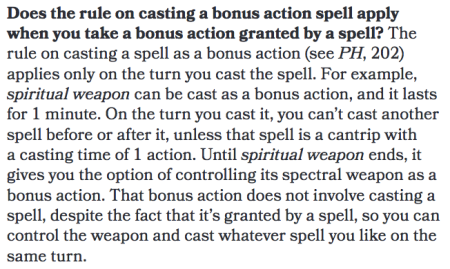 Does the rule on casting a bonus action spell apply
when you take a bonus action granted by a spell? The
rule on casting a spell as a bonus action (see PH, 202)
applies only on the turn you cast the spell. For example,
spiritual weapon can be cast as a bonus action, and it lasts
for 1 minute. On the turn you cast it, you can’t cast another
spell before or after it, unless that spell is a cantrip with
a casting time of 1 action. Until spiritual weapon ends, it
gives you the option of controlling its spectral weapon as a
bonus action. That bonus action does not involve casting a
spell, despite the fact that it’s granted by a spell, so you can
control the weapon and cast whatever spell you like on the
same turn.